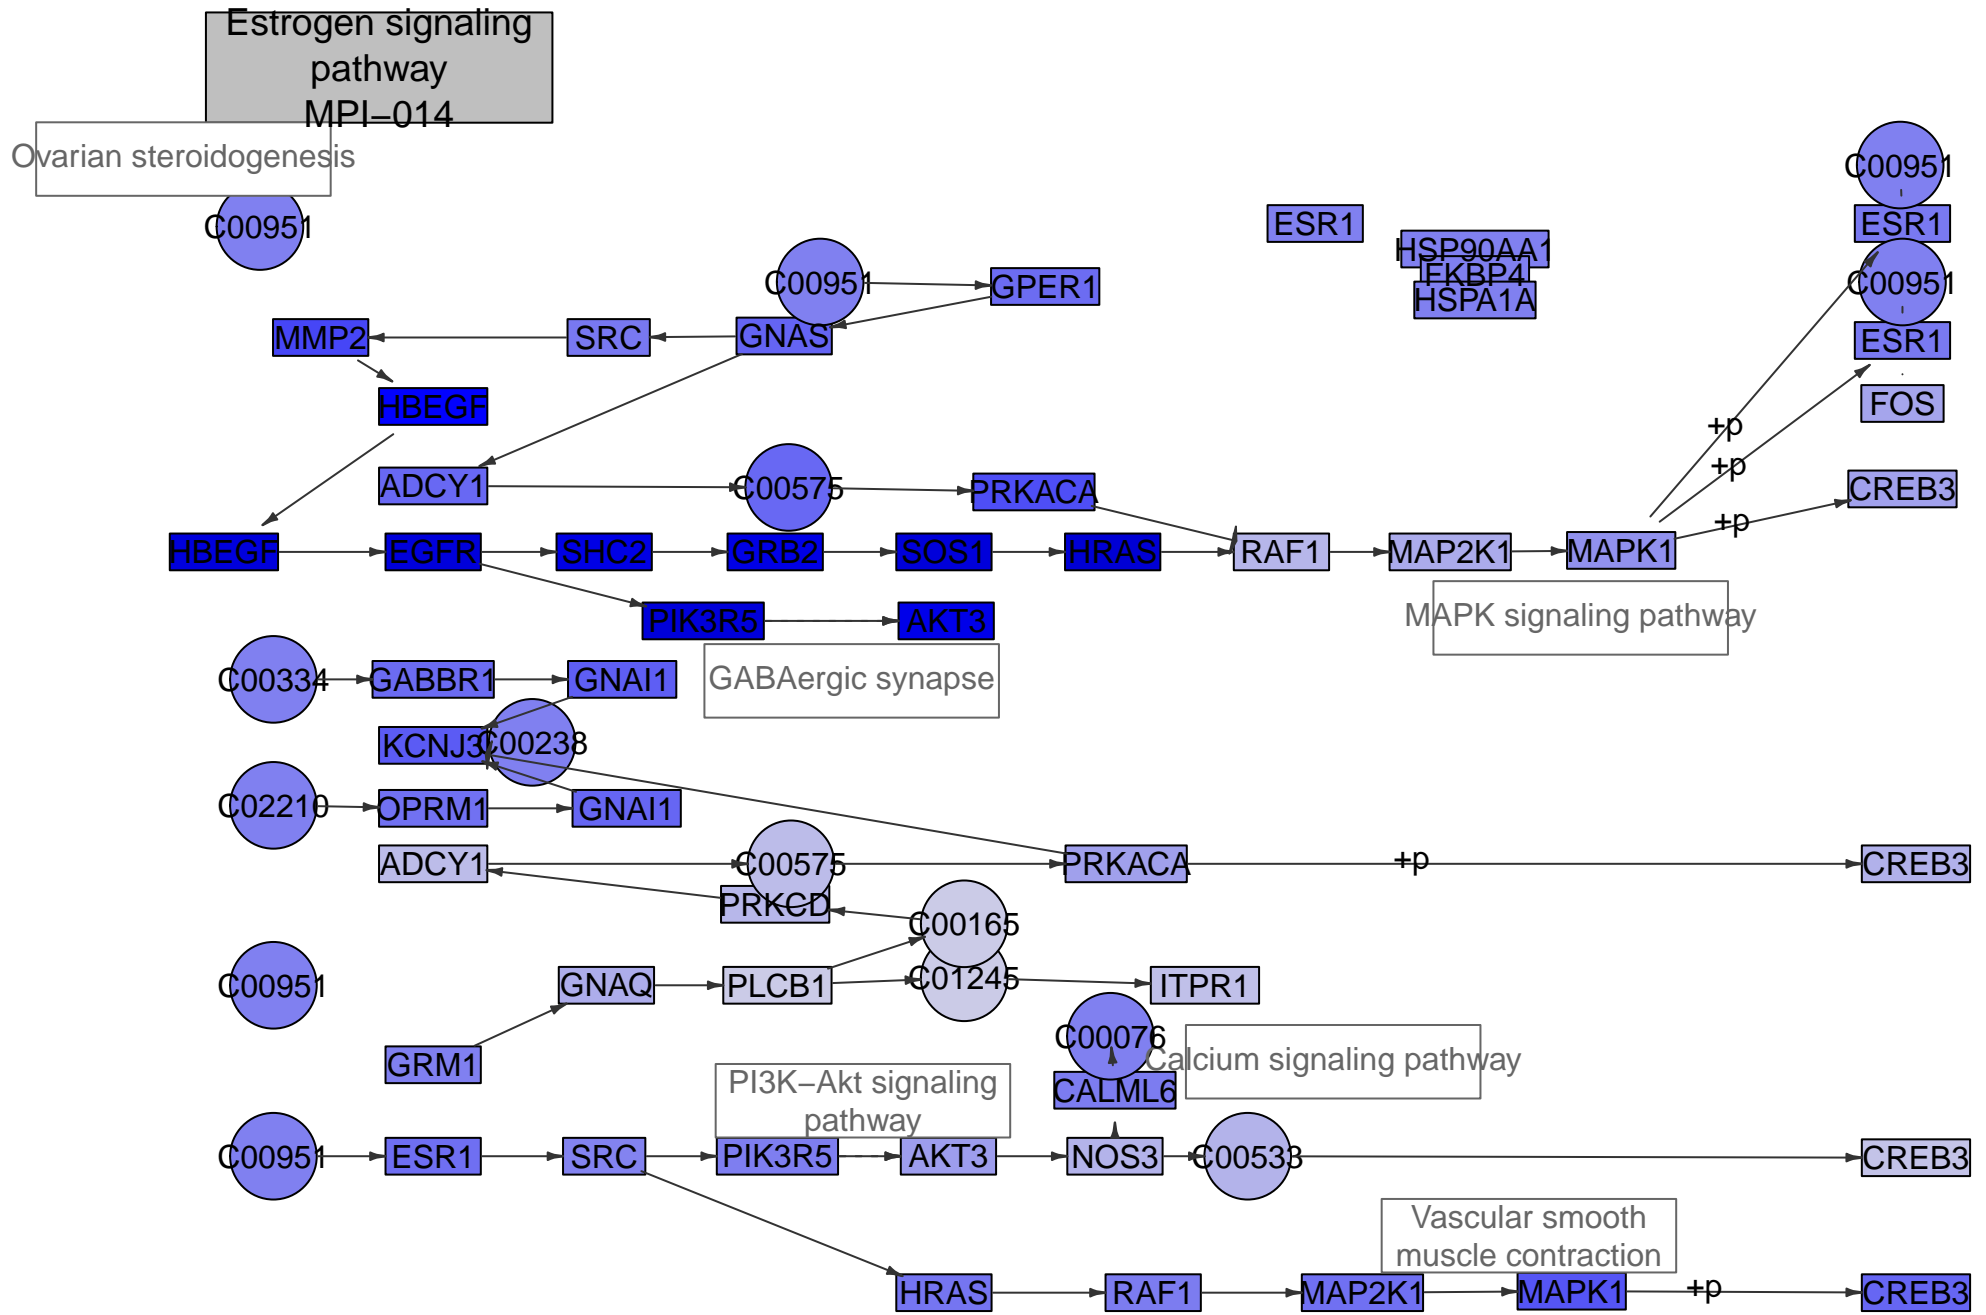 Estrogen signaling
pathway
MPI−014
Ovarian steroidogenesis
C00951
C00951
ESR1
ESR1
C00951
HSP90AA1
FKBP4
HSPA1A
C00951
GPER1
C00951
MMP2
SRC
GNAS
ESR1
HBEGF
FOS
+p
+p
ADCY1
C00575
PRKACA
CREB3
+p
HBEGF
EGFR
SHC2
GRB2
SOS1
HRAS
RAF1
MAP2K1
MAPK1
PIK3R5
AKT3
MAPK signaling pathway
C00334
GABBR1
GNAI1
GABAergic synapse
KCNJ3
C00238
C02210
OPRM1
GNAI1
ADCY1
C00575
PRKACA
+p
CREB3
PRKCD
C00165
C00951
GNAQ
PLCB1
C01245
ITPR1
C00076
Calcium signaling pathway
GRM1
CALML6
PI3K−Akt signaling
pathway
C00951
ESR1
SRC
PIK3R5
AKT3
NOS3
C00533
CREB3
Vascular smooth
muscle contraction
HRAS
RAF1
MAP2K1
MAPK1
+p
CREB3